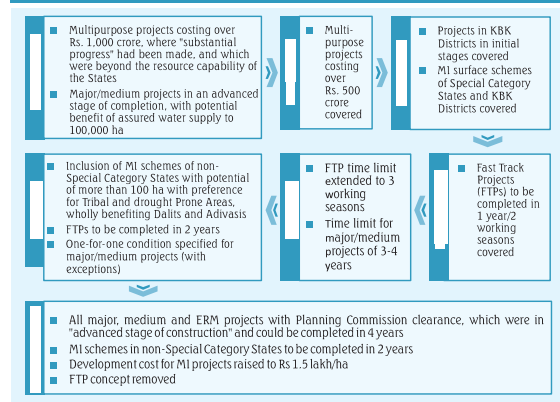 Multipurpose projects costing over
Rs. 1,000 crore, where "substantial
progress" had been made, and which
were beyond the resource capability of
the States
Major/medium projects in an advanced
stage of completion, with potential
benefit of assured water supply to
100,000 ha
Multi-
purpose
projects
costing
over
Rs. 500
crore
covered
Projects in KBK
Districts in initial
stages covered
MI surface schemes
of Special Category
States and KBK
Districts covered
Fast Track
Projects
(FTPs) to be
completed in
1 year/2
working
seasons
covered
FTP time limit
extended to 3
working
seasons
Time limit for
major/medium
projects of 3-4
years
Inclusion of MI schemes of non-
Special Category States with potential
of more than 100 ha with preference
for Tribal and drought Prone Areas,
wholly benefiting Dalits and Adivasis
FTPs to be completed in 2 years
One-for-one condition specified for
major/medium projects (with
exceptions)
All major, medium and ERM projects with Planning Commission clearance, which were in
"advanced stage of construction" and could be completed in 4 years
MI schemes in non-Special Category States to be completed in 2 years
Development cost for MI projects raised to Rs 1.5 lakh/ha
FTP concept removed